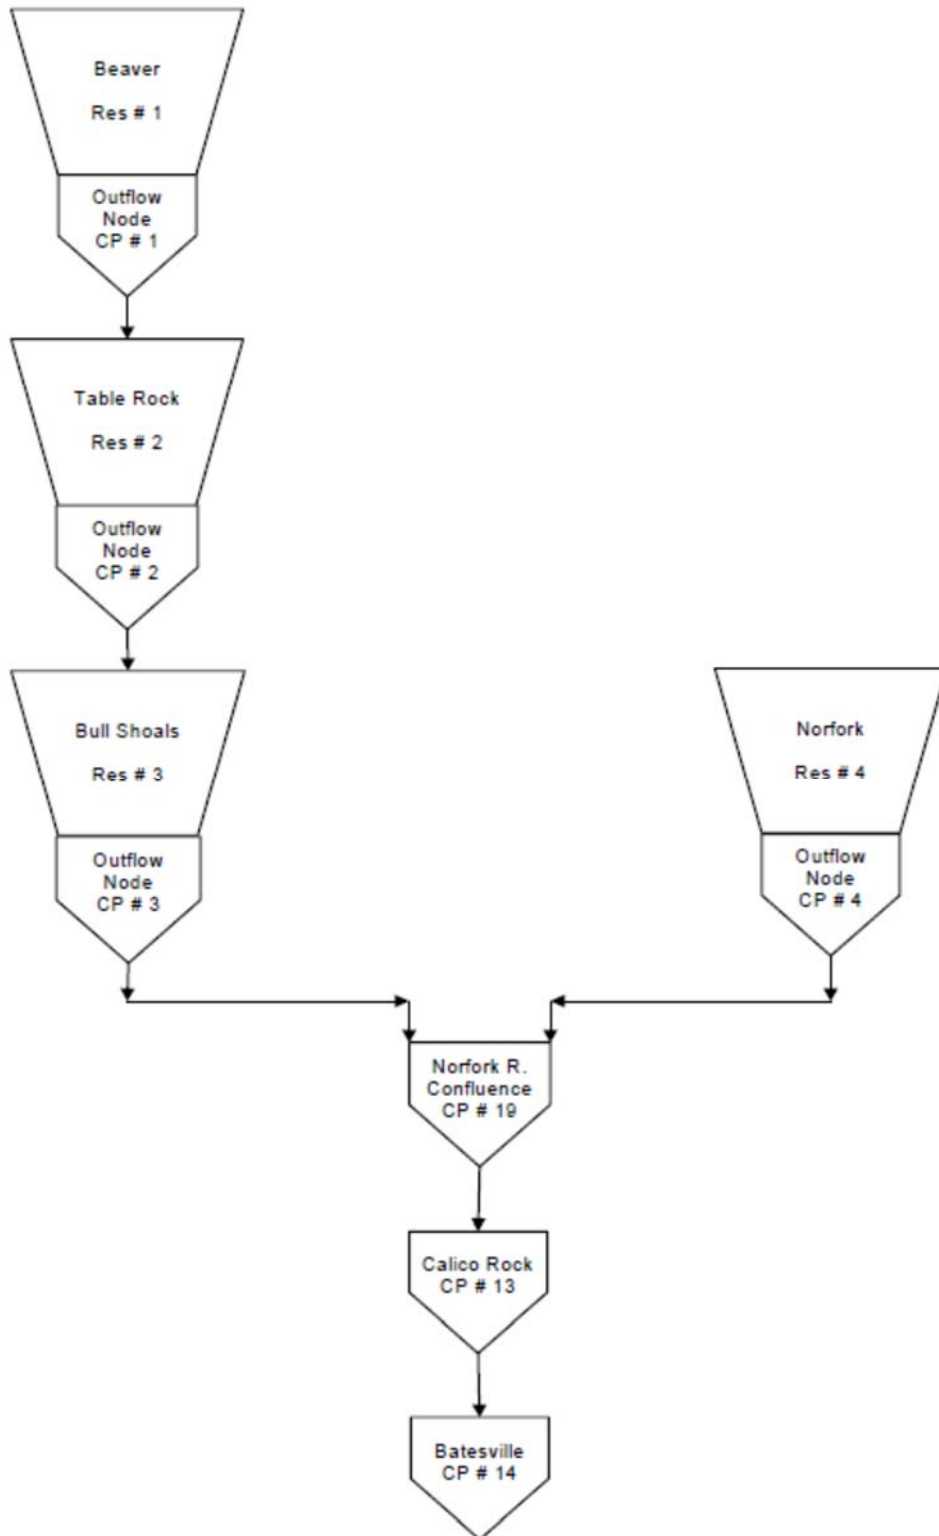 Beaver
Res # 1
Outflow
Node
CP # 1
Table Rock
Res # 2
Outflow
Node
CP # 2
Bull Shoals
Res # 3
Outflow
Node
CP # 3
Norfork
Res # 4
Outflow
Node
CP # 4
Norfork R.
Confluence
CP # 19
Calico Rock
CP # 13
Batesville
CP # 14